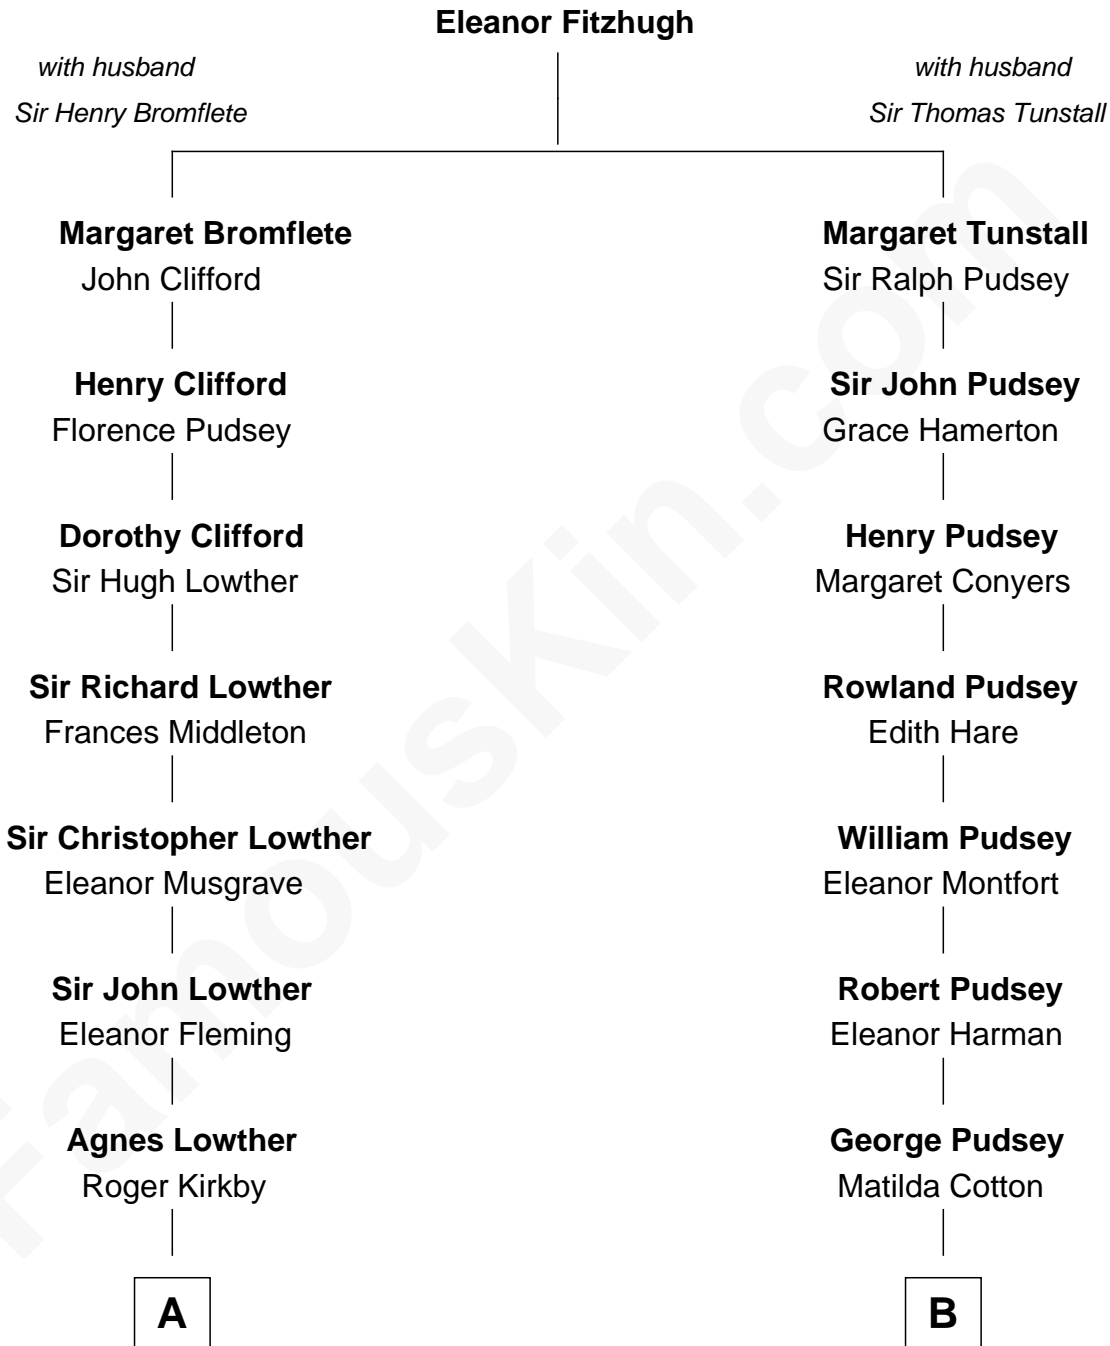 Eleanor Fitzhugh
with husband
Sir Henry Bromflete
with husband
Sir Thomas Tunstall
Margaret Bromflete
John Clifford
Margaret Tunstall
Sir Ralph Pudsey
Henry Clifford
Florence Pudsey
Sir John Pudsey
Grace Hamerton
Dorothy Clifford
Sir Hugh Lowther
Henry Pudsey
Margaret Conyers
Sir Richard Lowther
Frances Middleton
Rowland Pudsey
Edith Hare
Sir Christopher Lowther
Eleanor Musgrave
William Pudsey
Eleanor Montfort
Sir John Lowther
Eleanor Fleming
Robert Pudsey
Eleanor Harman
Agnes Lowther
Roger Kirkby
George Pudsey
Matilda Cotton
A
B
FamousKin.com